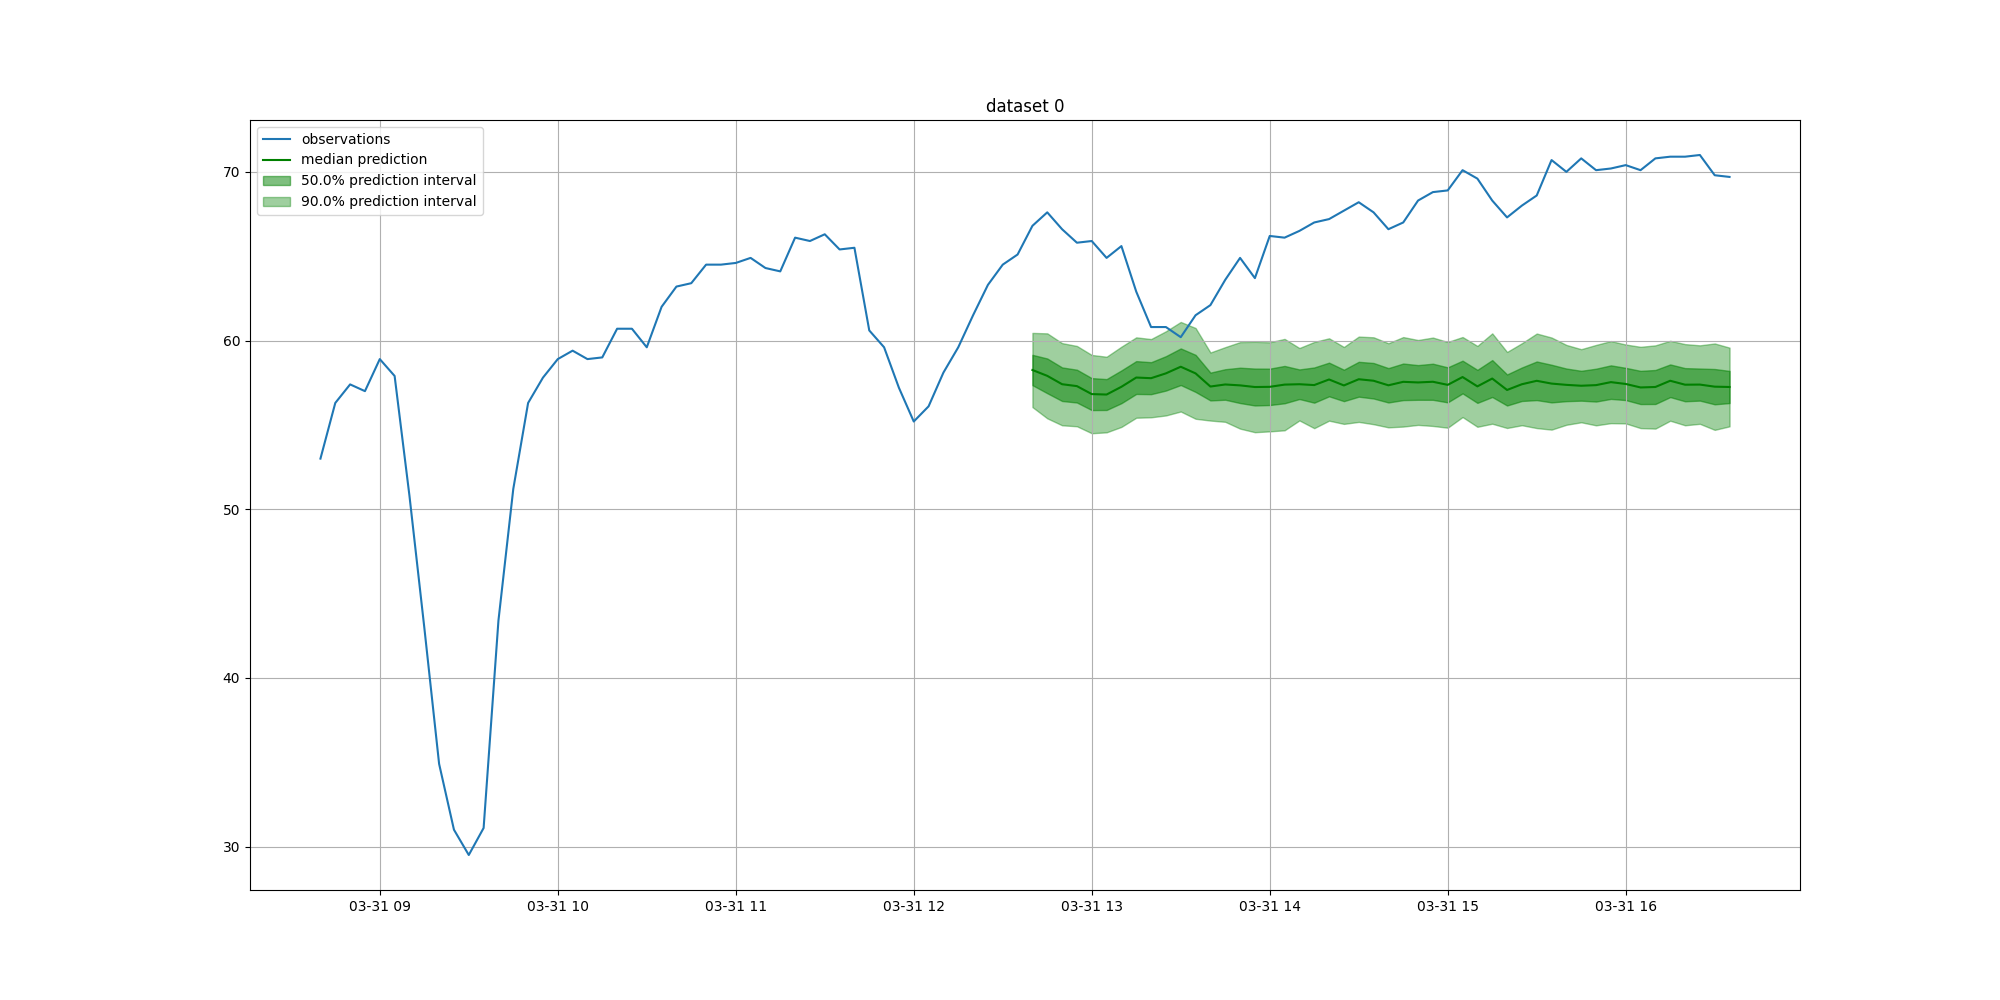 dataset 0
observations
median prediction
50.0% prediction interval
90.0% prediction interval
70
60
50
40
30
03-31 09
03-31 10
03-31 11
03-31 12
03-31 13
03-31 14
03-31 15
03-31 16